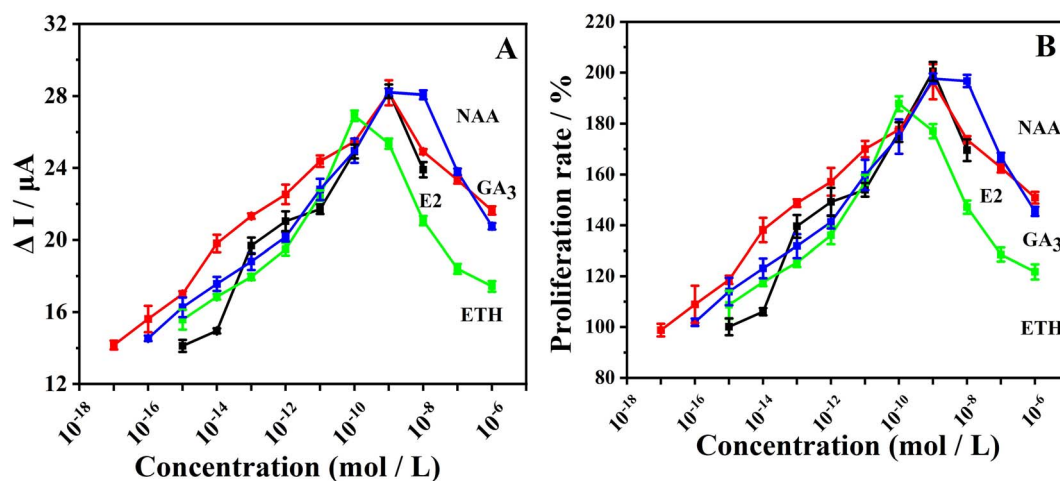 A
Δ I / μA
32
28
24
20
16
12
NAA
GA3
E2
ETH
10-18
10-16
10-14
10-12
10-10
10-8
10-6
Concentration (mol / L)
B
Proliferation rate / %
220
200
180
160
140
120
100
80
NAA
E2
GA3
ETH
10-18
10-16
10-14
10-12
10-10
10-8
10-6
Concentration (mol / L)